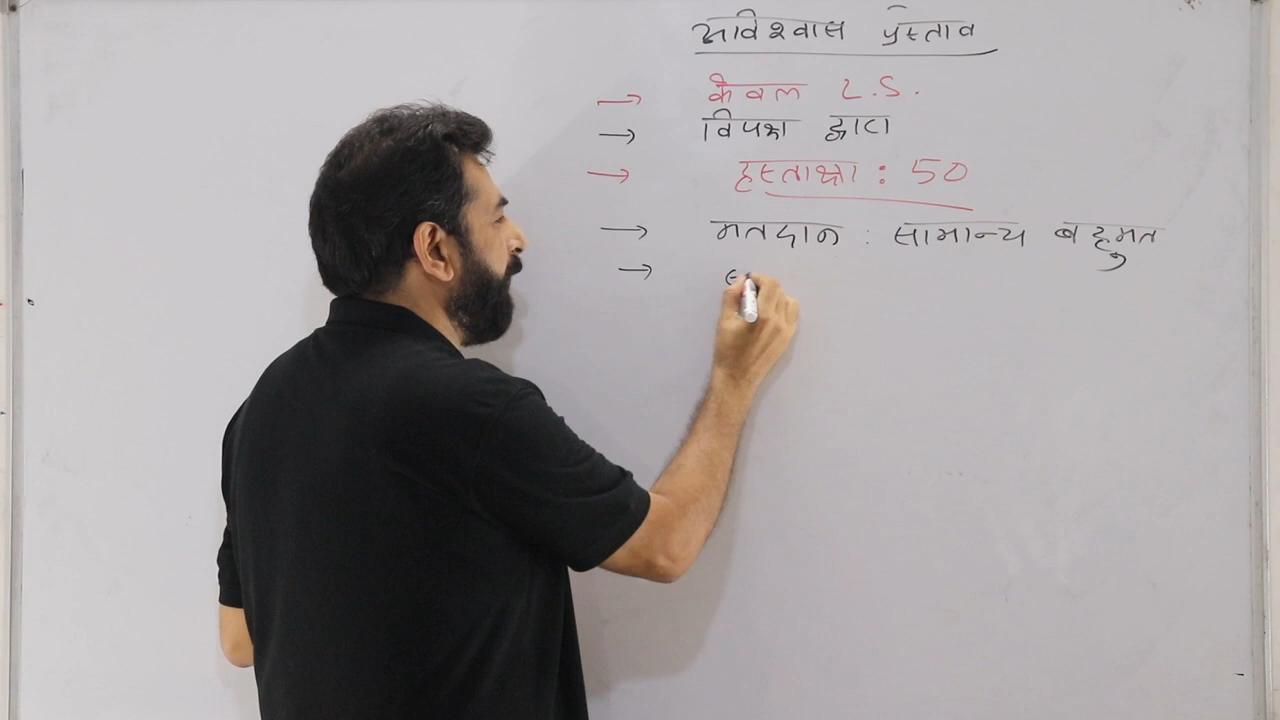 अविश्वास प्रस्ताव
→ केवल L.S.
→ विपक्ष द्वारा
→ हस्ताक्षर : 50
→ मतदान : सामान्य बहुमत
→